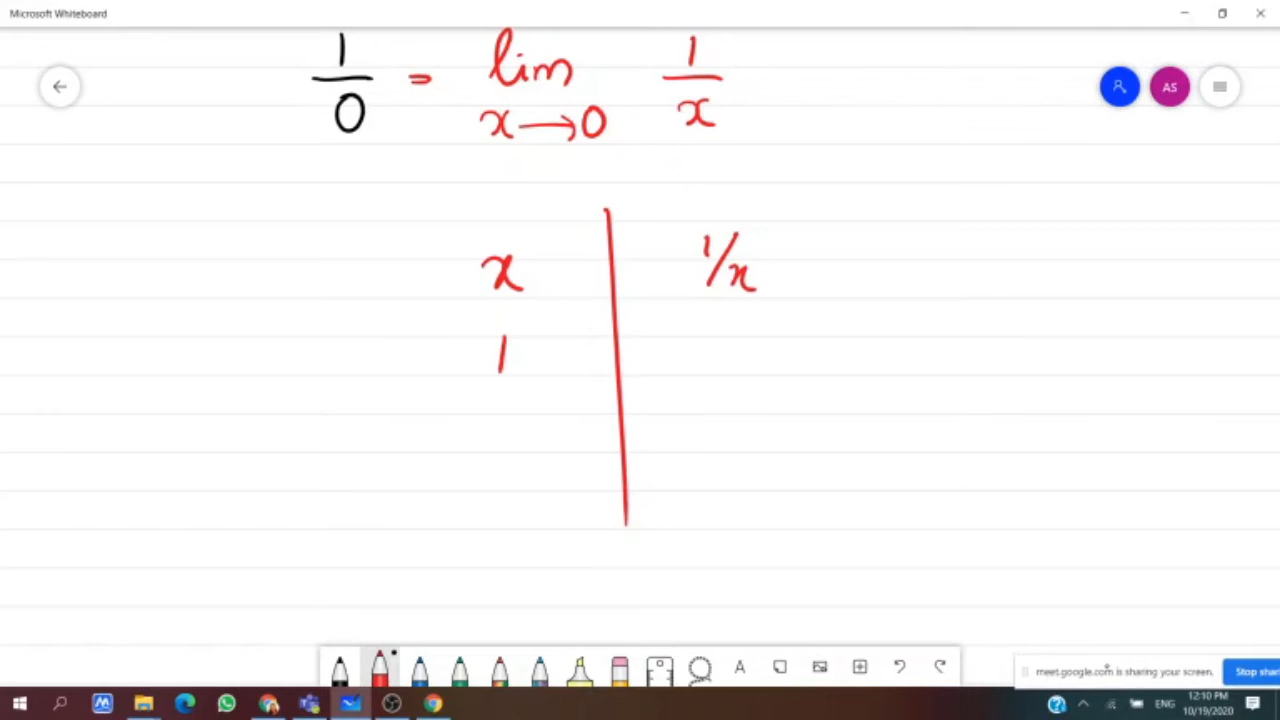 Microsoft Whiteboard
1/0 = lim x→0 1/x
AS
x 1/x
1
A
meet.google.com is sharing your screen. Stop shar
12:10 PM
ENG
10/19/2020